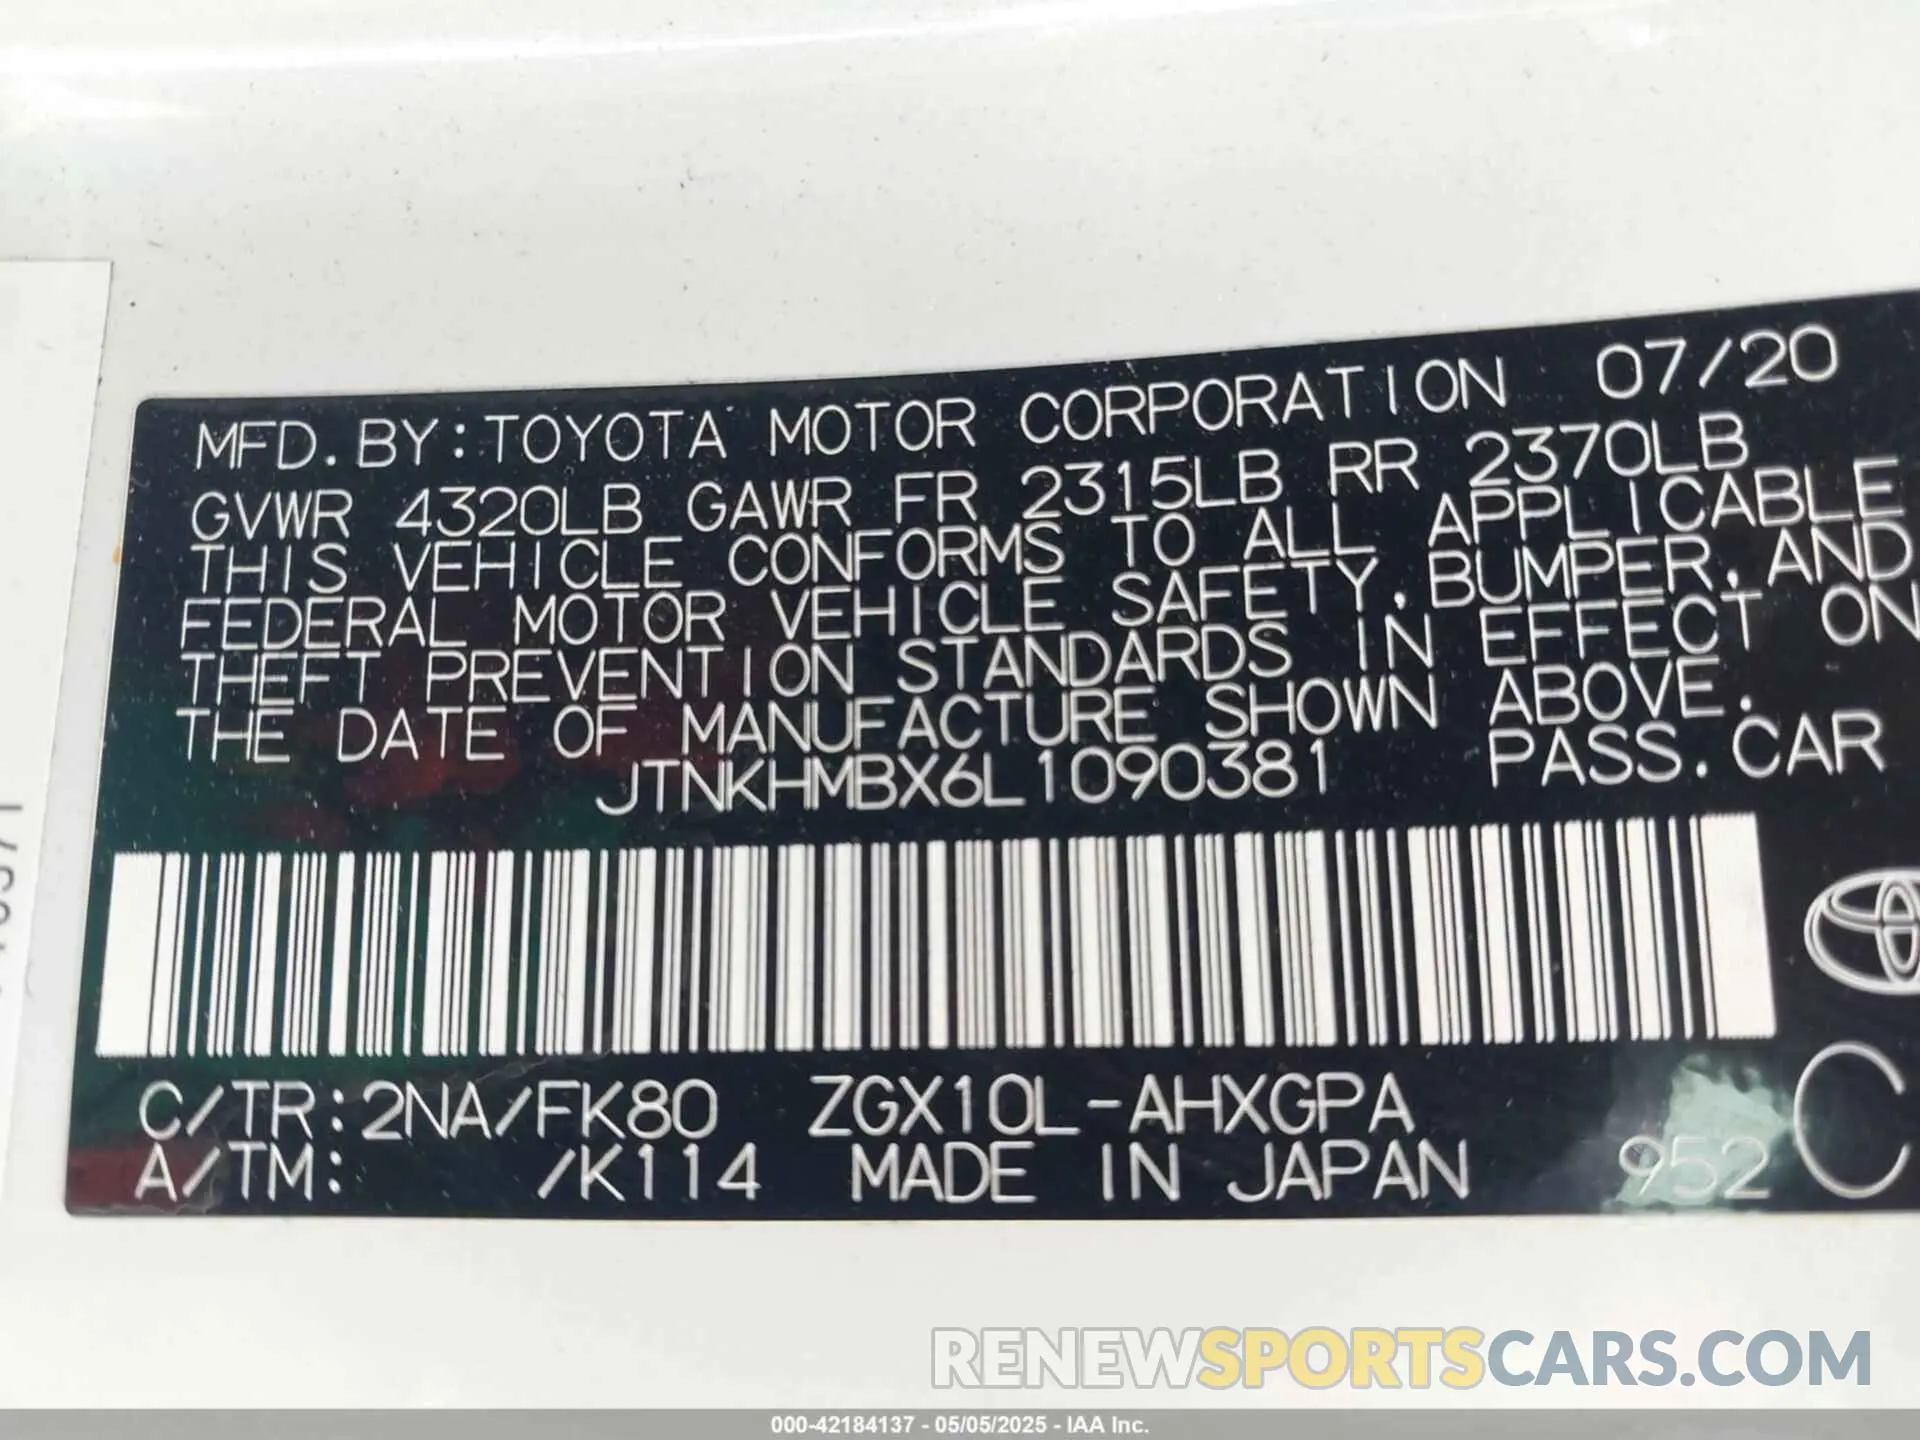 MFD. BY: TOYOTA MOTOR CORPORATION 07/20
GVWR 4320LB GAWR FR 2315LB RR 2370LB
THIS VEHICLE CONFORMS TO ALL APPLICABLE
FEDERAL MOTOR VEHICLE SAFETY, BUMPER, AND
THEFT PREVENTION STANDARDS IN EFFECT ON
THE DATE OF MANUFACTURE SHOWN ABOVE.
JTNKHMBX6L1090381 PASS. CAR
C/TR: 2NA/FK80 ZGX10L-AHXGPA
A/TM: /K114 MADE IN JAPAN 952 C
RENEWSPORTSCARS.COM
000-42184137 - 05/05/2025 - IAA Inc.